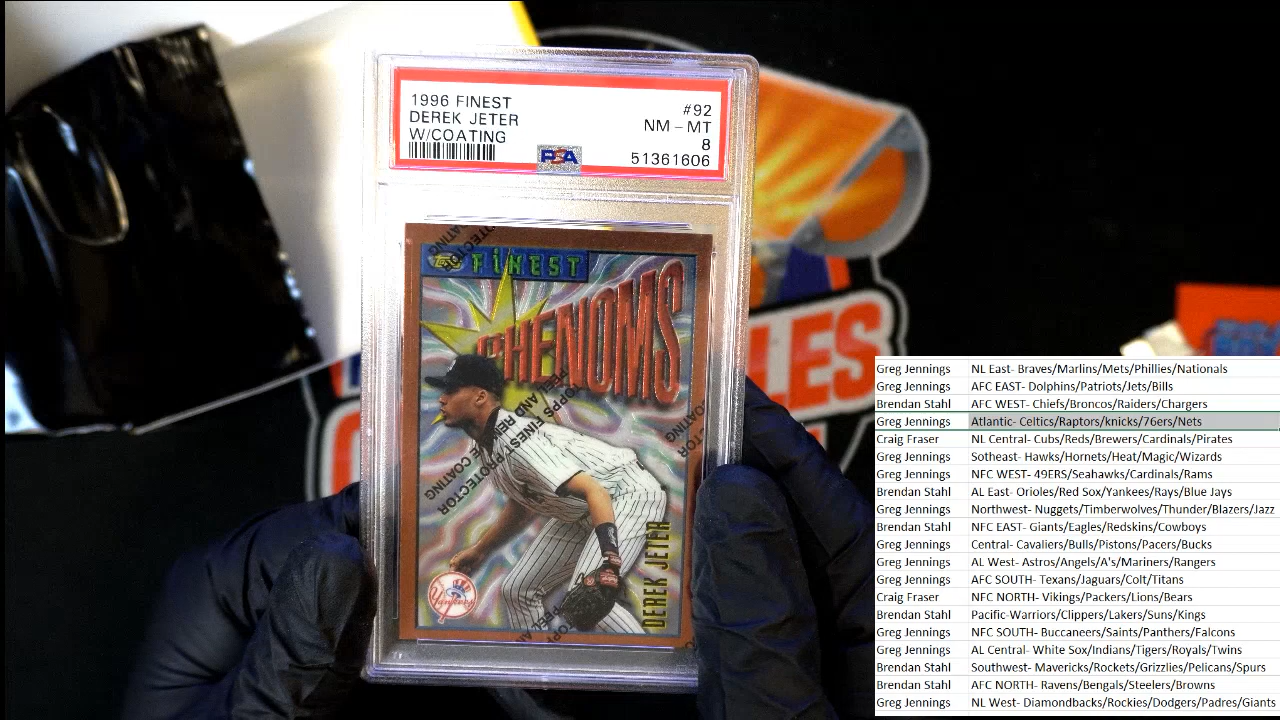 1996 FINEST #92
DEREK JETER NM - MT
W/COATING 8
PSA 51361606
FINEST
PHENOMS
TOPPS FINEST PROTECTOR
PEEL AND REMOVE COATING
DEREK JETER
Yankees
Greg Jennings NL East- Braves/Marlins/Mets/Phillies/Nationals
Greg Jennings AFC EAST- Dolphins/Patriots/Jets/Bills
Brendan Stahl AFC WEST- Chiefs/Broncos/Raiders/Chargers
Greg Jennings Atlantic- Celtics/Raptors/knicks/76ers/Nets
Craig Fraser NL Central- Cubs/Reds/Brewers/Cardinals/Pirates
Greg Jennings Sotheast- Hawks/Hornets/Heat/Magic/Wizards
Greg Jennings NFC WEST- 49ERS/Seahawks/Cardinals/Rams
Brendan Stahl AL East- Orioles/Red Sox/Yankees/Rays/Blue Jays
Greg Jennings Northwest- Nuggets/Timberwolves/Thunder/Blazers/Jazz
Brendan Stahl NFC EAST- Giants/Eagles/Redskins/Cowboys
Greg Jennings Central- Cavaliers/Bulls/Pistons/Pacers/Bucks
Greg Jennings AL West- Astros/Angels/A's/Mariners/Rangers
Greg Jennings AFC SOUTH- Texans/Jaguars/Colt/Titans
Craig Fraser NFC NORTH- Vikings/Packers/Lions/Bears
Brendan Stahl Pacific- Warriors/Clippers/Lakers/Suns/Kings
Greg Jennings NFC SOUTH- Buccaneers/Saints/Panthers/Falcons
Greg Jennings AL Central- White Sox/Indians/Tigers/Royals/Twins
Brendan Stahl Southwest- Mavericks/Rockets/Grizzlies/Pelicans/Spurs
Brendan Stahl AFC NORTH- Ravens/Bengals/Steelers/Browns
Greg Jennings NL West- Diamondbacks/Rockies/Dodgers/Padres/Giants